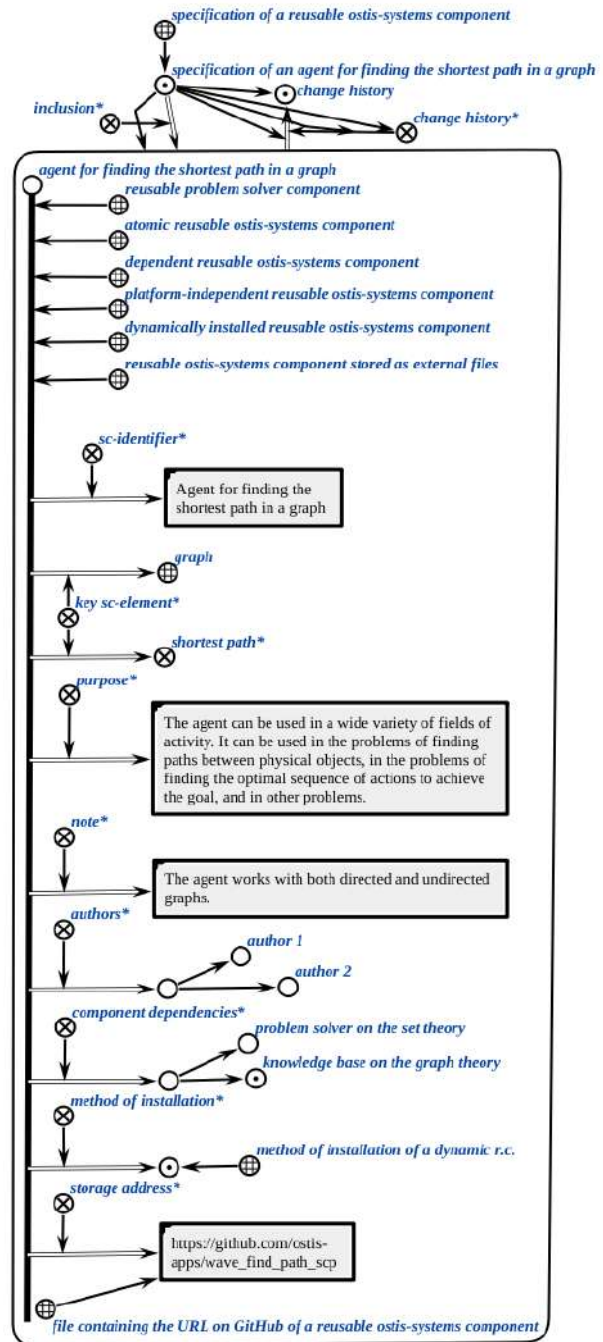 specification of a reusable ostis-systems component
specification of an agent for finding the shortest path in a graph
change history
inclusion*
change history*
agent for finding the shortest path in a graph
reusable problem solver component
atomic reusable ostis-systems component
dependent reusable ostis-systems component
platform-independent reusable ostis-systems component
dynamically installed reusable ostis-systems component
reusable ostis-systems component stored as external files
sc-identifier*
Agent for finding the
shortest path in a graph
graph
key sc-element*
shortest path*
purpose*
The agent can be used in a wide variety of fields of
activity. It can be used in the problems of finding
paths between physical objects, in the problems of
finding the optimal sequence of actions to achieve
the goal, and in other problems.
note*
The agent works with both directed and undirected
graphs.
authors*
author 1
author 2
component dependencies*
problem solver on the set theory
knowledge base on the graph theory
method of installation*
method of installation of a dynamic r.c.
storage address*
https://github.com/ostis-
apps/wave_find_path_scp
file containing the URL on GitHub of a reusable ostis-systems component